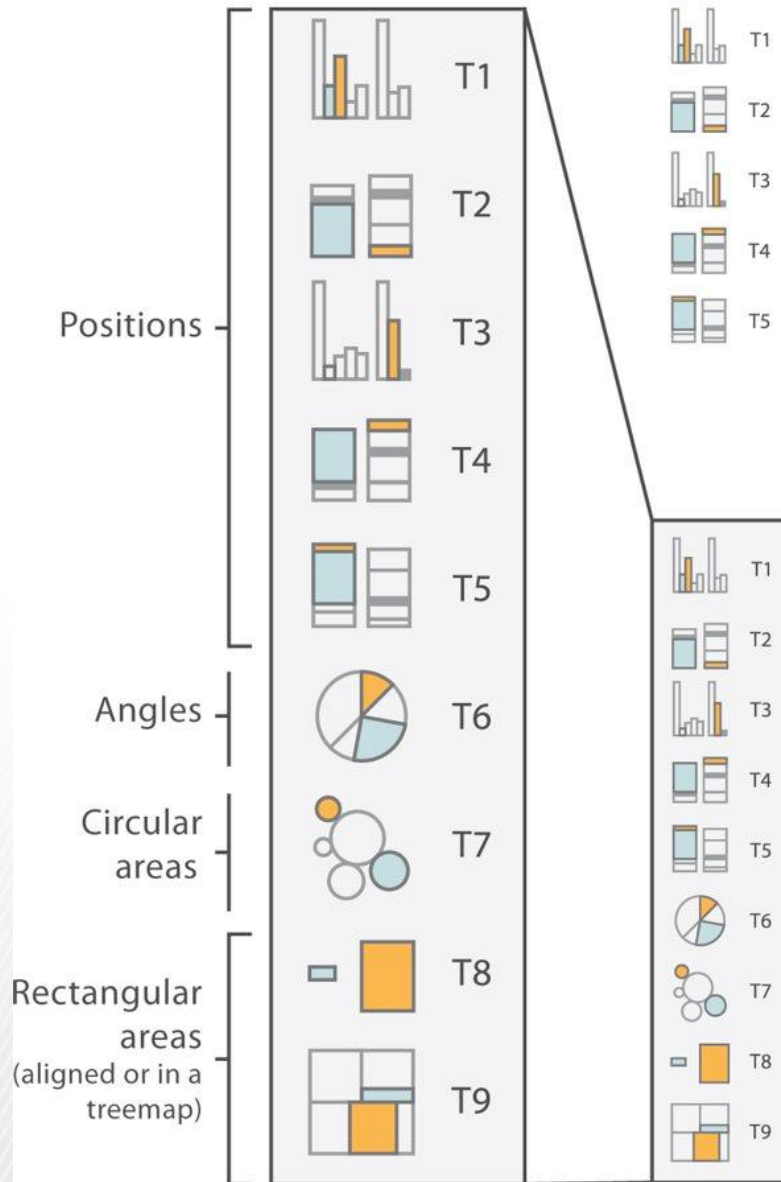 Positions
T1
T2
T3
T4
T5
Angles
T6
Circular
areas
T7
Rectangular
areas
(aligned or in a
treemap)
T8
T9
T1
T2
T3
T4
T5
T1
T2
T3
T4
T5
T6
T7
T8
T9